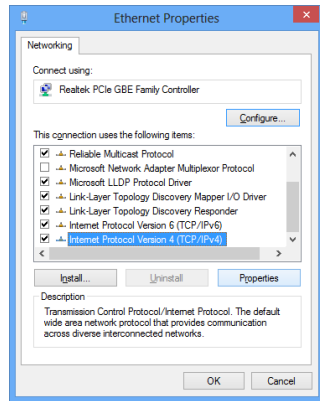 Ethernet Properties
Networking
Connect using:
Realtek PCIe GBE Family Controller
Configure...
This connection uses the following items:
Reliable Multicast Protocol
Microsoft Network Adapter Multiplexor Protocol
Microsoft LLDP Protocol Driver
Link-Layer Topology Discovery Mapper I/O Driver
Link-Layer Topology Discovery Responder
Internet Protocol Version 6 (TCP/IPv6)
Internet Protocol Version 4 (TCP/IPv4)
Install... Uninstall Properties
Description
Transmission Control Protocol/Internet Protocol. The default
wide area network protocol that provides communication
across diverse interconnected networks.
OK Cancel